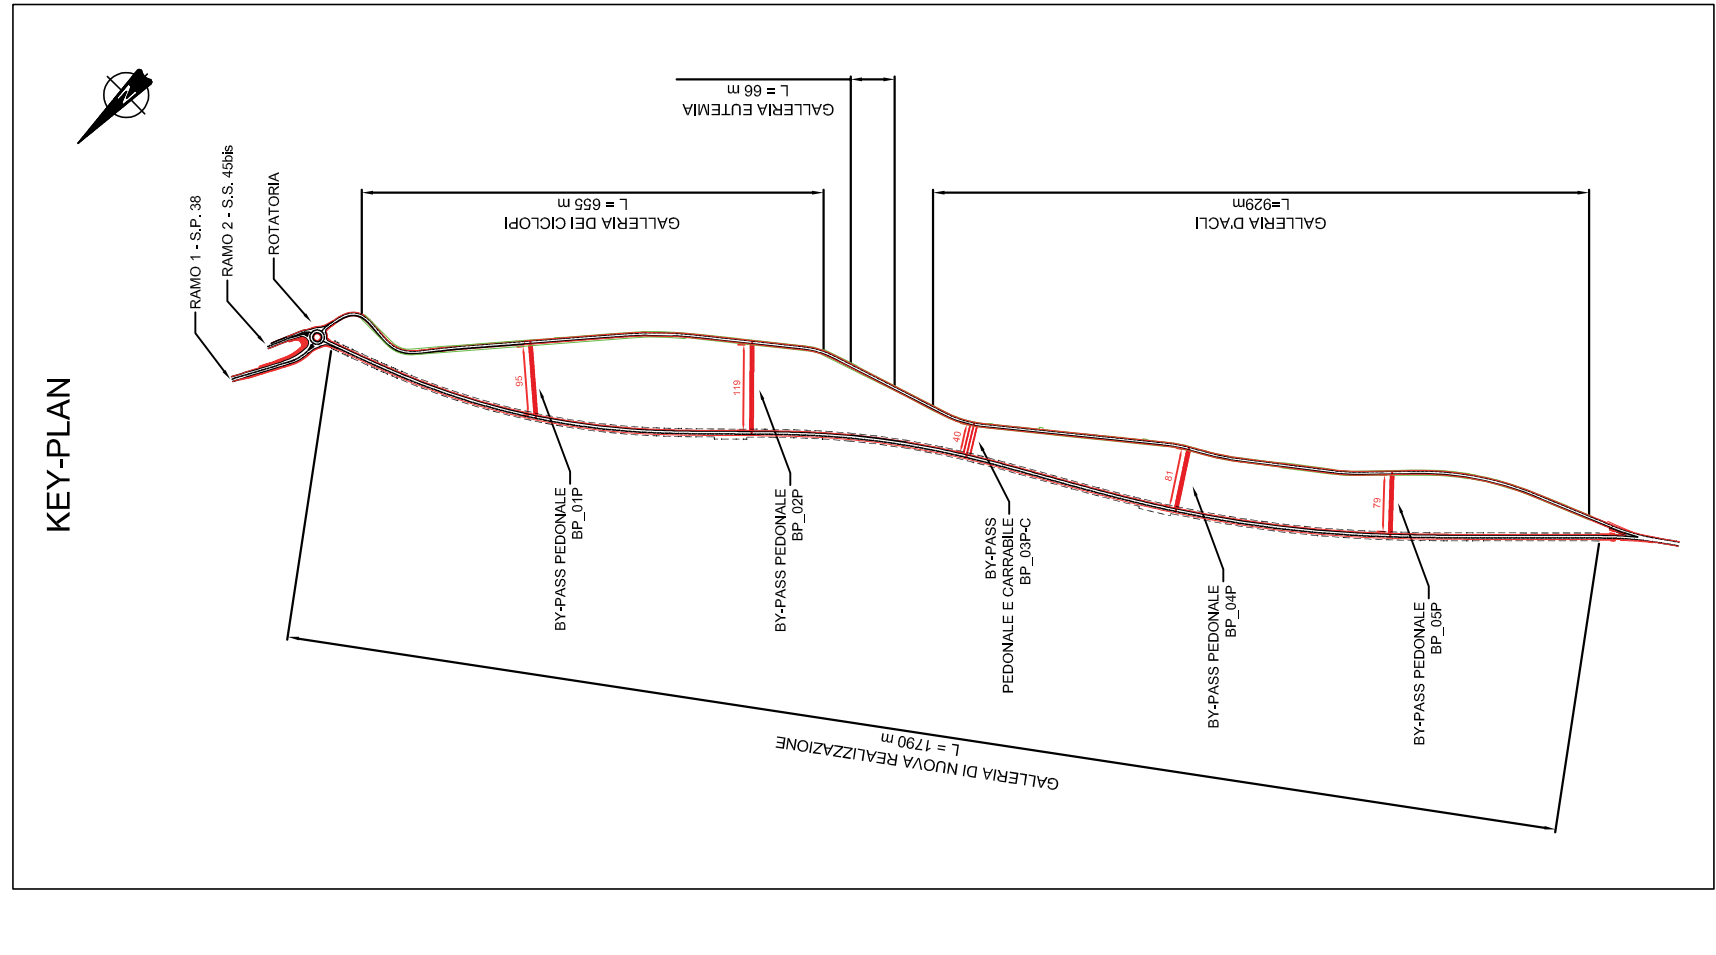 KEY-PLAN
N
RAMO 1 - S.P. 38
RAMO 2 - S.S. 45bis
ROTATORIA
GALLERIA DEI CICLOPI
L = 655 m
GALLERIA EUTEMIA
L = 66 m
GALLERIA D'ACLI
L=929m
95
119
40
81
79
BY-PASS PEDONALE
BP_01P
BY-PASS PEDONALE
BP_02P
BY-PASS
PEDONALE E CARRABILE
BP_03P-C
BY-PASS PEDONALE
BP_04P
BY-PASS PEDONALE
BP_05P
GALLERIA DI NUOVA REALIZZAZIONE
L = 1790 m